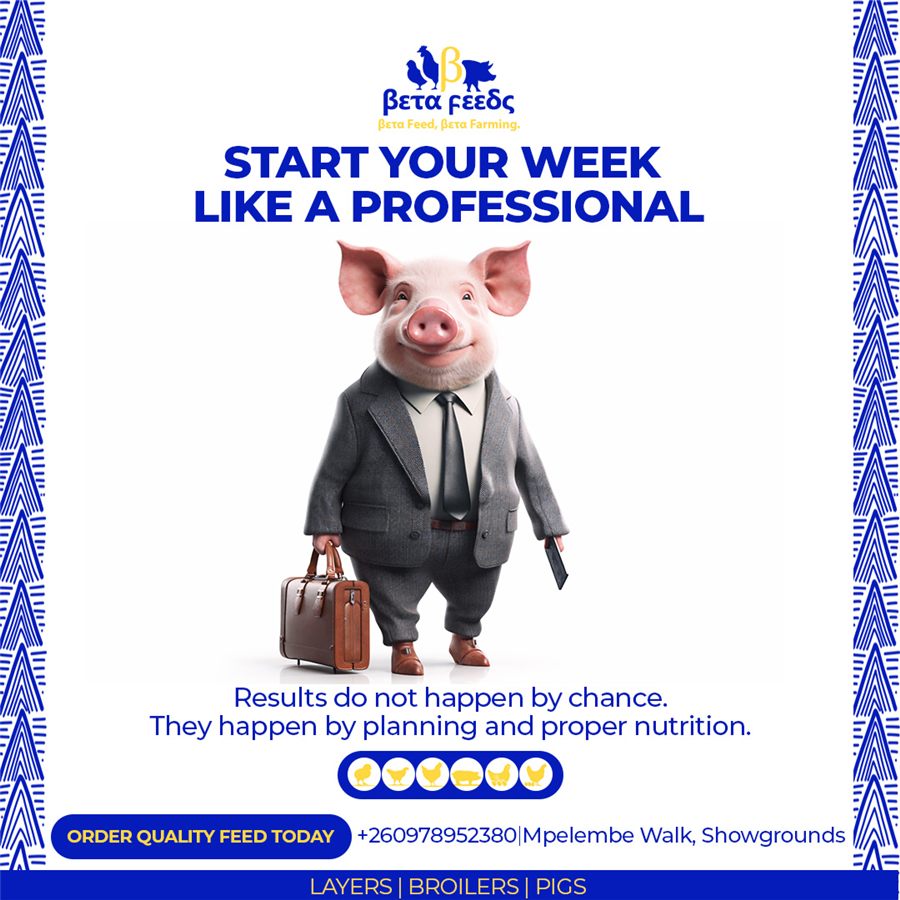 β
βετα ϝεεδς
βετα Feed, βετα Farming.
START YOUR WEEK
LIKE A PROFESSIONAL
Results do not happen by chance.
They happen by planning and proper nutrition.
ORDER QUALITY FEED TODAY +260978952380|Mpelembe Walk, Showgrounds
LAYERS | BROILERS | PIGS